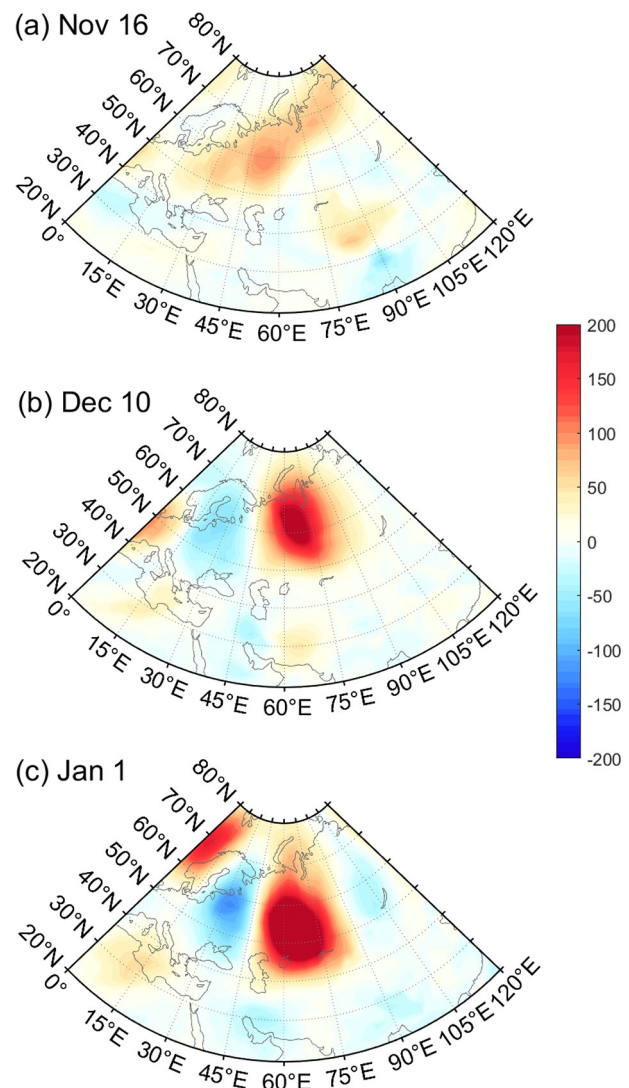 (a) Nov 16
80°N
70°N
60°N
50°N
40°N
30°N
20°N
0°
15°E
30°E
45°E
60°E
75°E
90°E
105°E
120°E
(b) Dec 10
80°N
70°N
60°N
50°N
40°N
30°N
20°N
0°
15°E
30°E
45°E
60°E
75°E
90°E
105°E
120°E
200
150
100
50
0
-50
-100
-150
-200
(c) Jan 1
80°N
70°N
60°N
50°N
40°N
30°N
20°N
0°
15°E
30°E
45°E
60°E
75°E
90°E
105°E
120°E